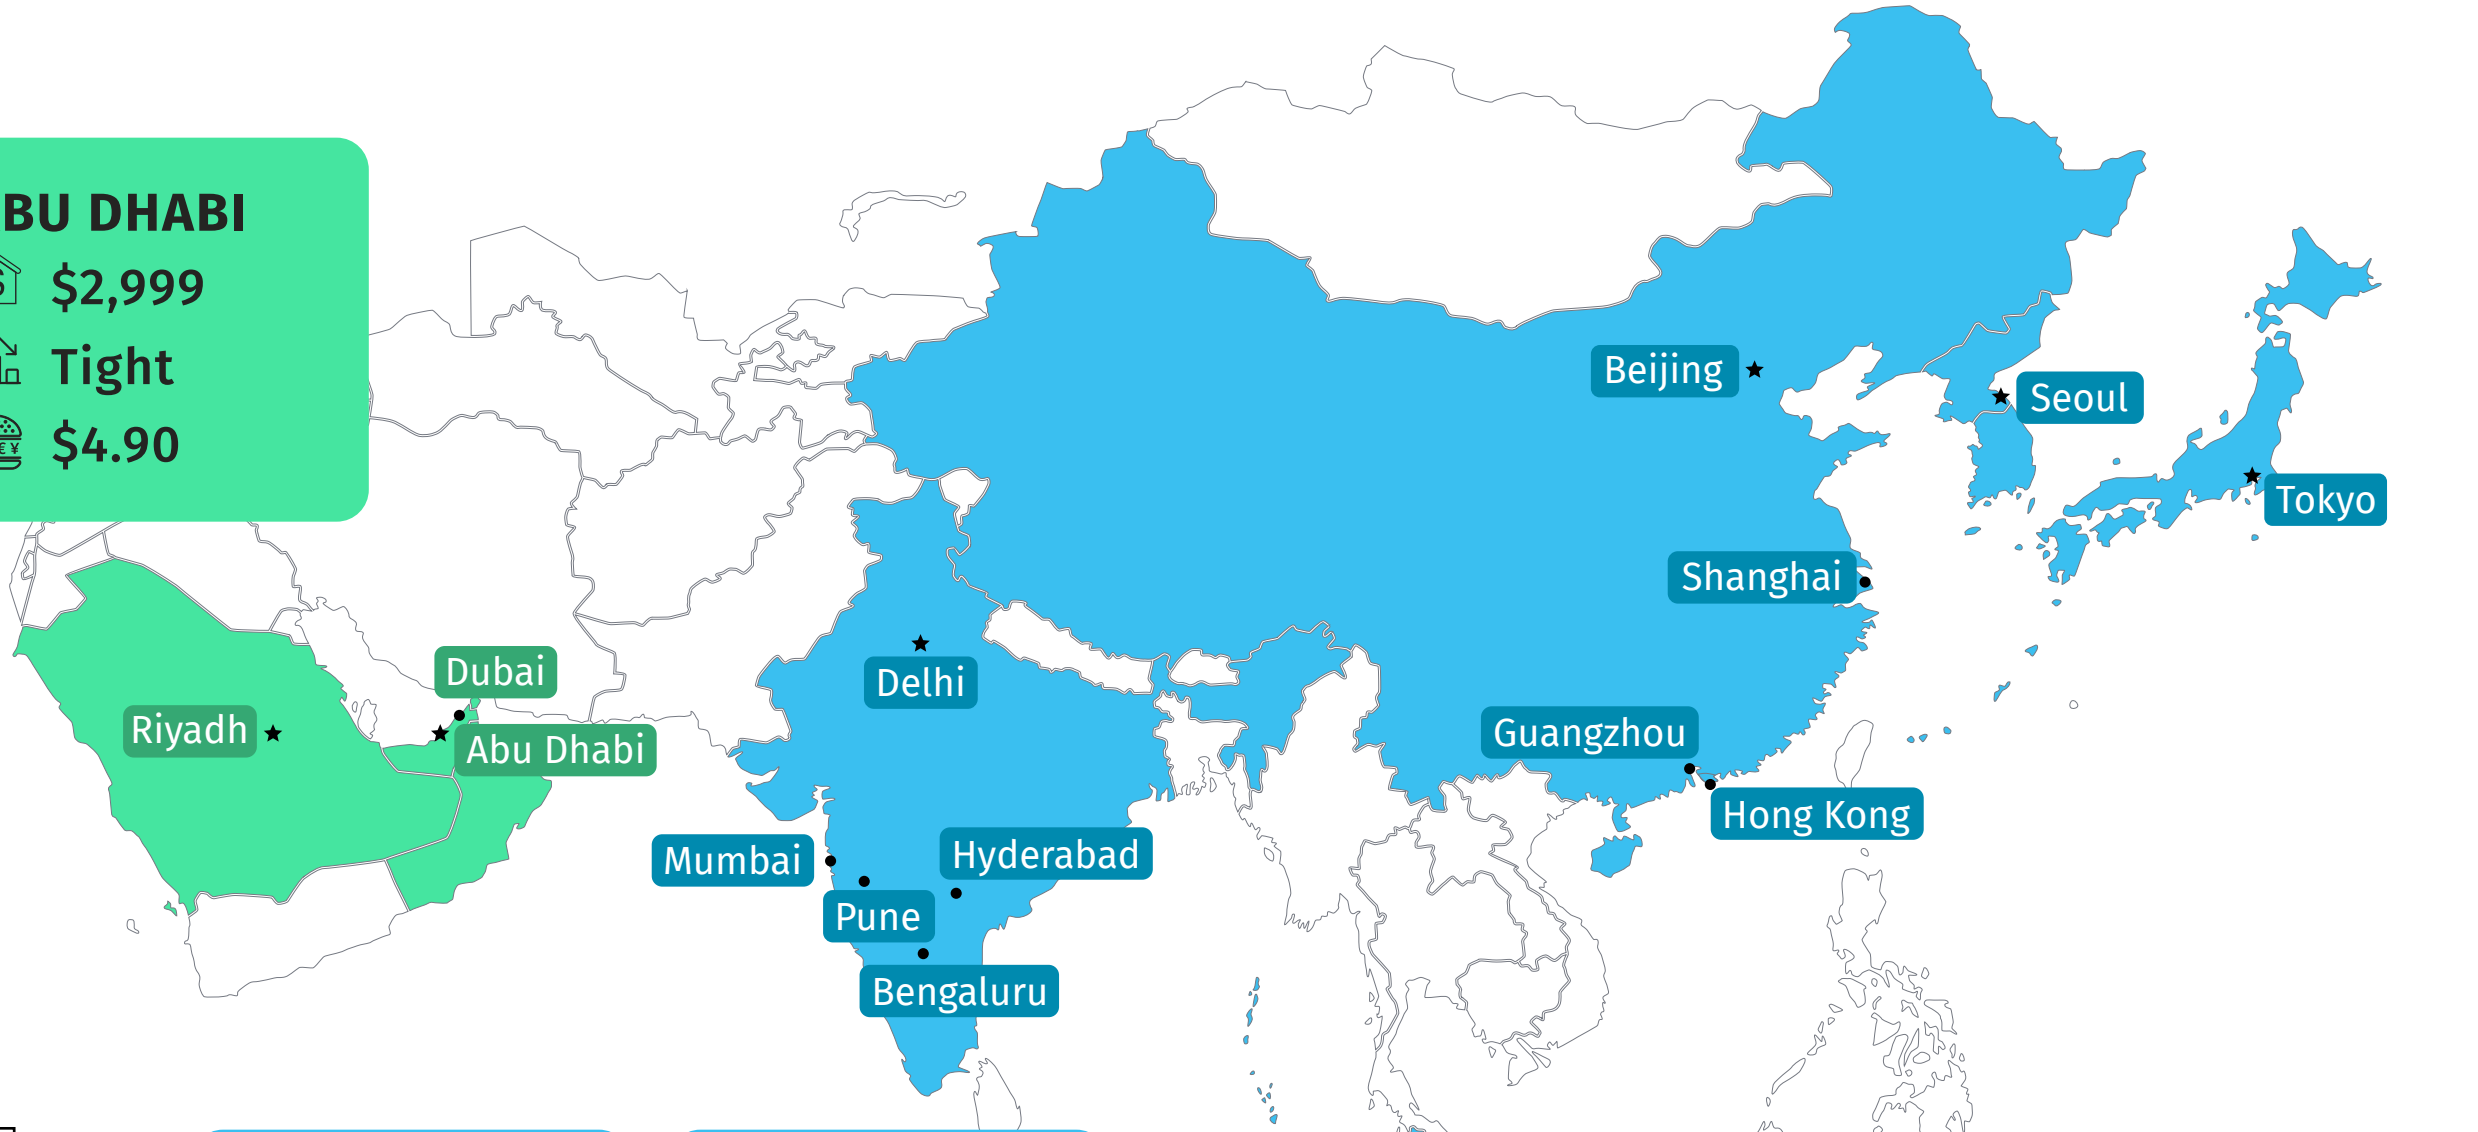 BU DHABI
$2,999
Tight
$4.90
Beijing
Seoul
Tokyo
Shanghai
Dubai
Delhi
Riyadh
Abu Dhabi
Guangzhou
Hong Kong
Mumbai
Hyderabad
Pune
Bengaluru